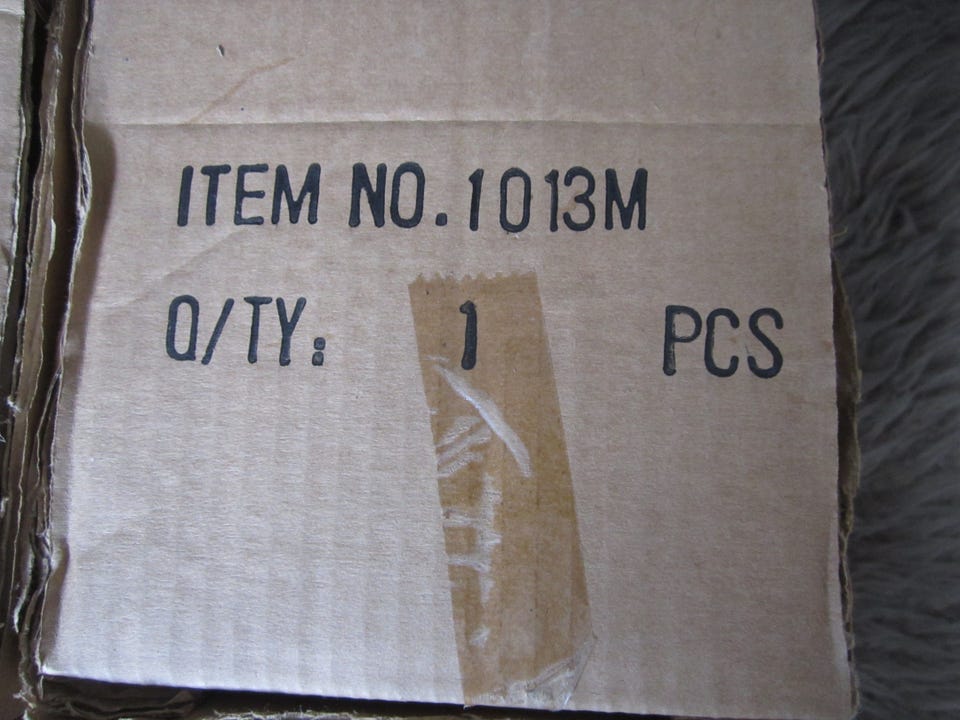 ITEM NO.1013M
Q/TY: 1 PCS